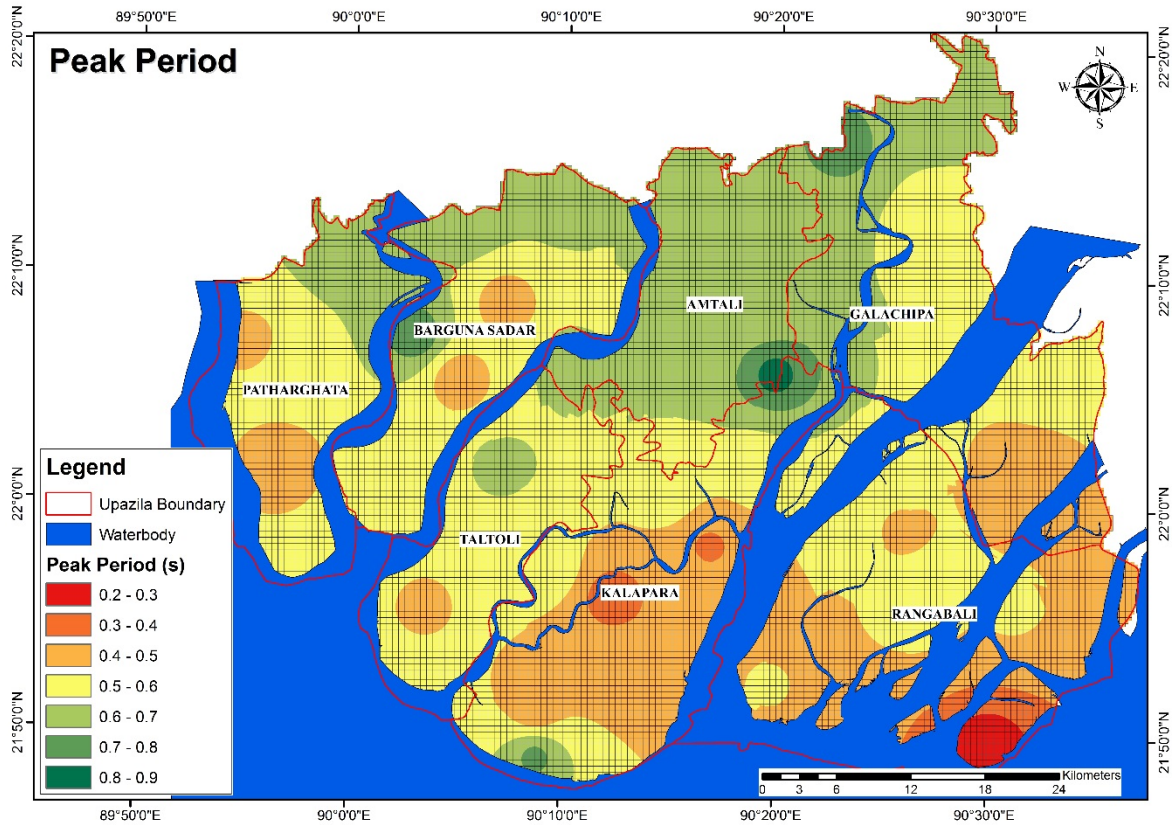 89°50'0"E 90°0'0"E 90°10'0"E 90°20'0"E 90°30'0"E
22°20'0"N
22°20'0"N
Peak Period
N
W E
S
22°10'0"N
22°10'0"N
AMTALI
GALACHIPA
BARGUNA SADAR
PATHARGHATA
Legend
Upazila Boundary
Waterbody
Peak Period (s)
0.2 - 0.3
0.3 - 0.4
0.4 - 0.5
0.5 - 0.6
0.6 - 0.7
0.7 - 0.8
0.8 - 0.9
22°0'0"N
22°0'0"N
TALTOLI
KALAPARA
RANGABALI
21°50'0"N
21°50'0"N
Kilometers
0 3 6 12 18 24
89°50'0"E 90°0'0"E 90°10'0"E 90°20'0"E 90°30'0"E